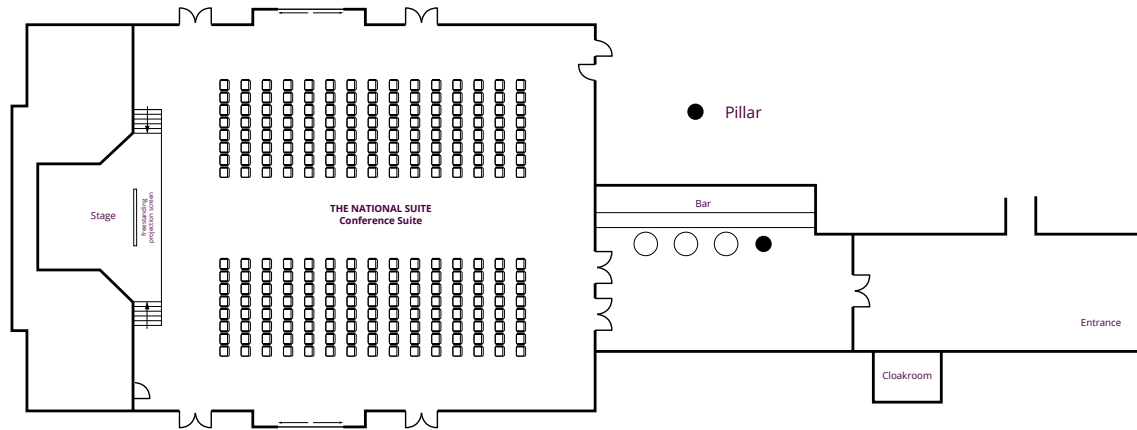 Pillar
Stage
freestanding
projection screen
THE NATIONAL SUITE
Conference Suite
Bar
Entrance
Cloakroom